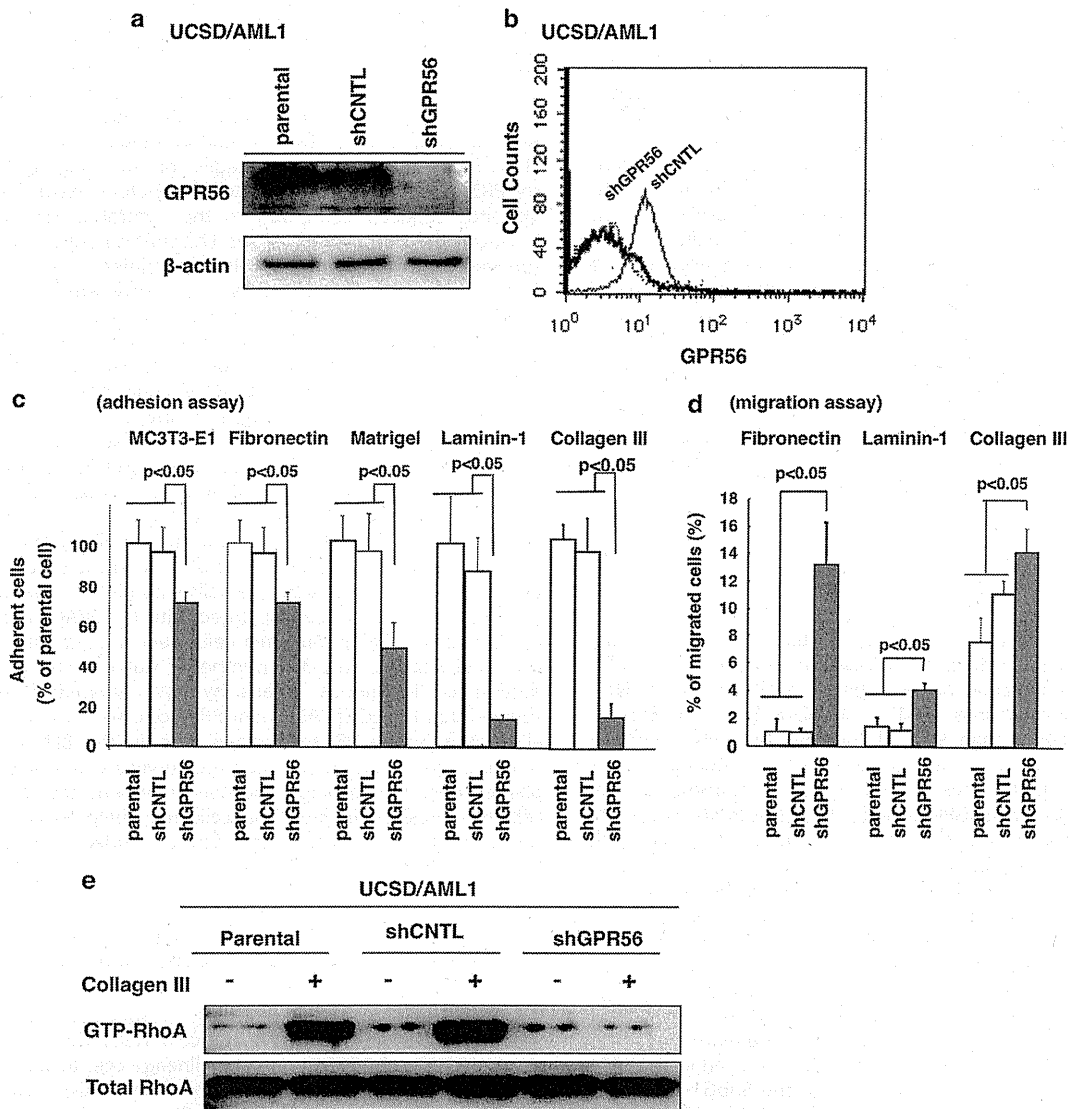 a
UCSD/AML1
parental
shCNTL
shGPR56
GPR56
β-actin
b
UCSD/AML1
Cell Counts
200
160
120
80
40
0
shGPR56
shCNTL
10⁰ 10¹ 10² 10³ 10⁴
GPR56
c (adhesion assay)
MC3T3-E1 Fibronectin Matrigel Laminin-1 Collagen III
p<0.05 p<0.05 p<0.05 p<0.05 p<0.05
Adherent cells
(% of parental cell)
100
80
60
40
20
0
parental shCNTL shGPR56 parental shCNTL shGPR56 parental shCNTL shGPR56 parental shCNTL shGPR56 parental shCNTL shGPR56
d (migration assay)
Fibronectin Laminin-1 Collagen III
p<0.05 p<0.05 p<0.05
% of migrated cells (%)
18
16
14
12
10
8
6
4
2
0
parental shCNTL shGPR56 parental shCNTL shGPR56 parental shCNTL shGPR56
e
UCSD/AML1
Parental shCNTL shGPR56
Collagen III - + - + - +
GTP-RhoA
Total RhoA